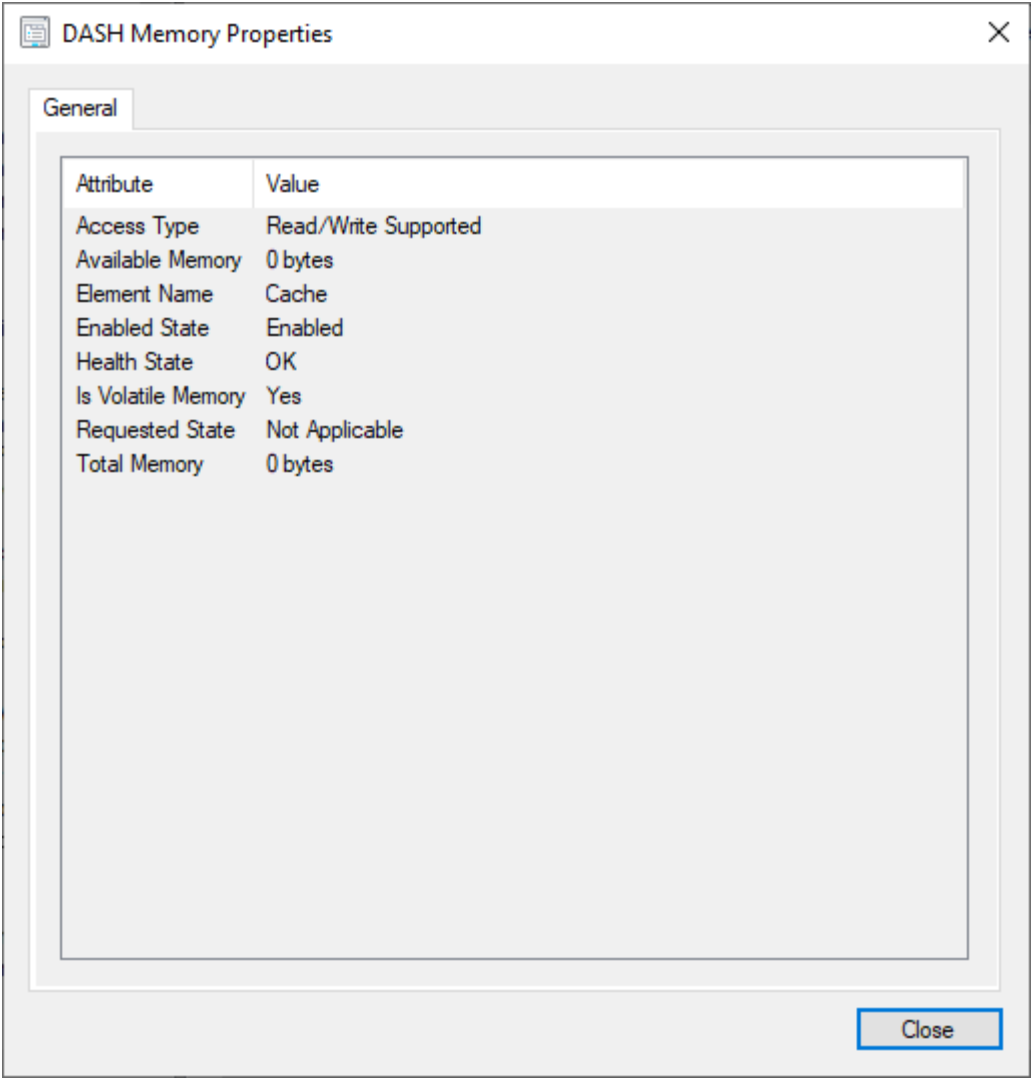 DASH Memory Properties
General
Attribute Value
Access Type Read/Write Supported
Available Memory 0 bytes
Element Name Cache
Enabled State Enabled
Health State OK
Is Volatile Memory Yes
Requested State Not Applicable
Total Memory 0 bytes
Close